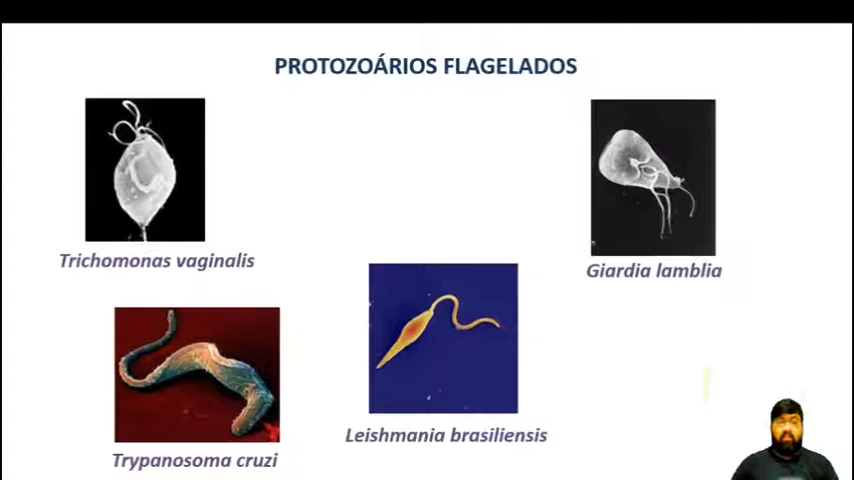 PROTOZOÁRIOS FLAGELADOS
Trichomonas vaginalis
Giardia lamblia
Leishmania brasiliensis
Trypanosoma cruzi